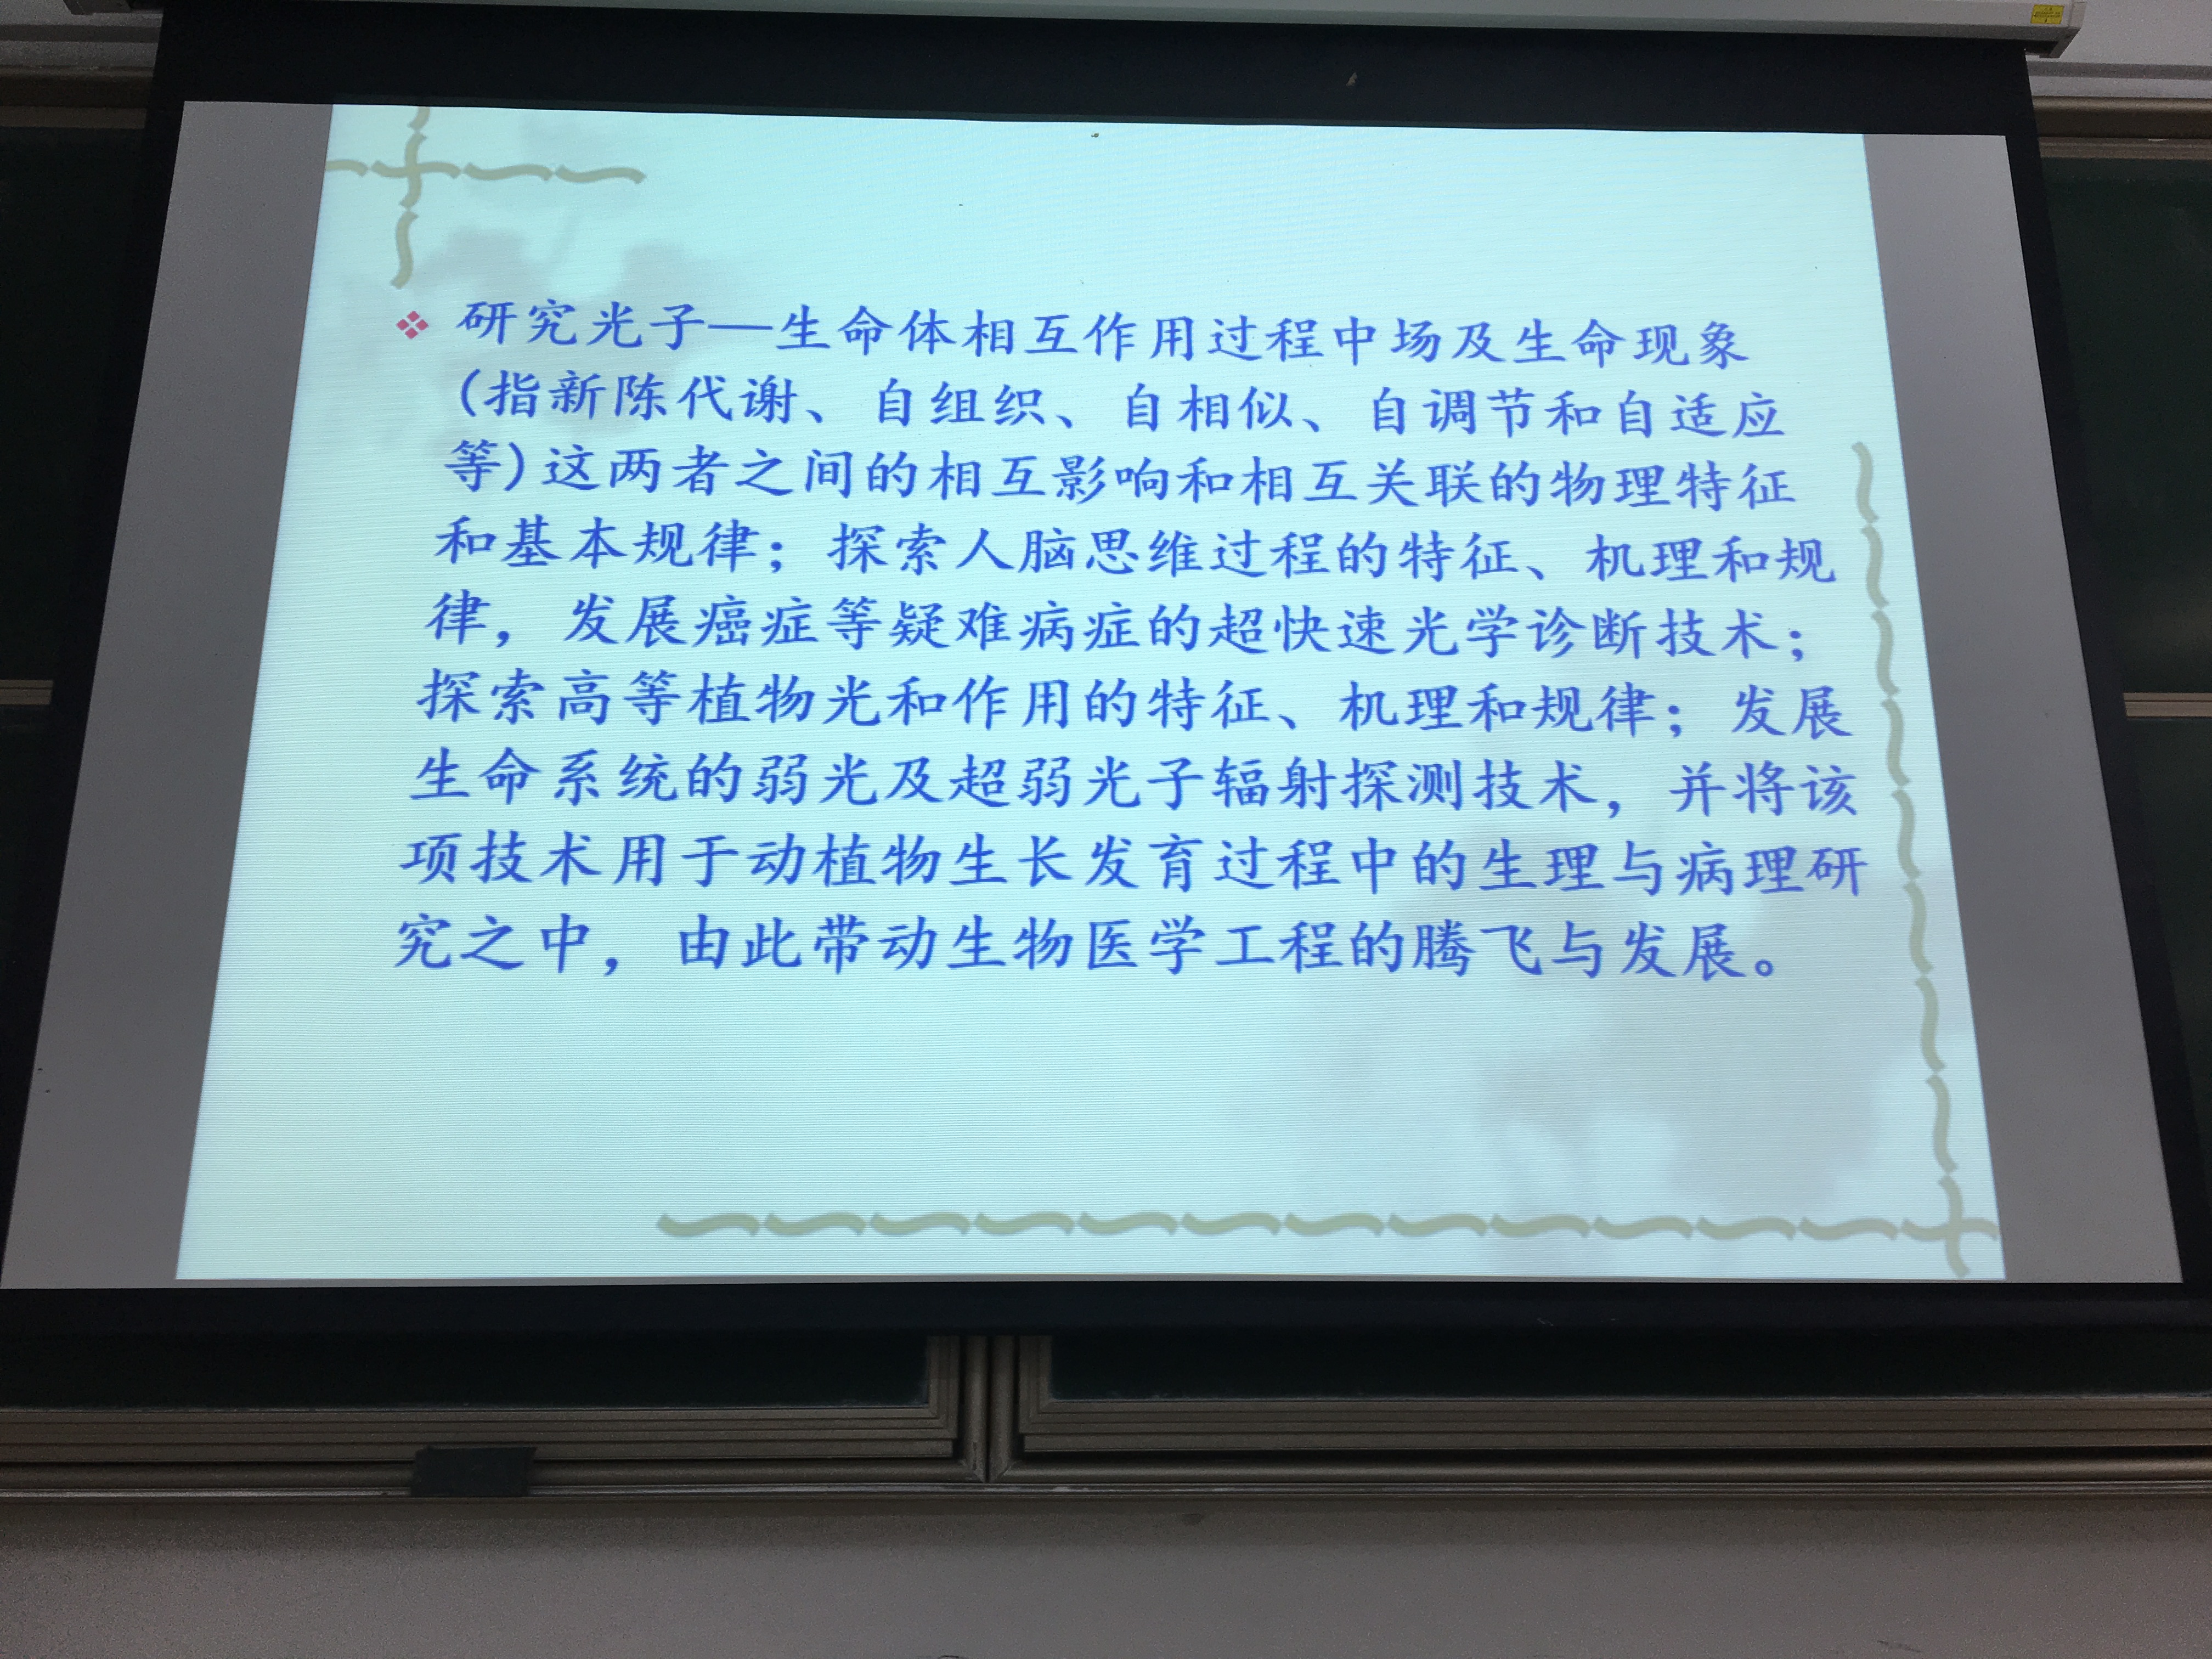 研究光子—生命体相互作用过程中场及生命现象
(指新陈代谢、自组织、自相似、自调节和自适应
等)这两者之间的相互影响和相互关联的物理特征
和基本规律；探索人脑思维过程的特征、机理和规
律，发展癌症等疑难病症的超快速光学诊断技术；
探索高等植物光和作用的特征、机理和规律；发展
生命系统的弱光及超弱光子辐射探测技术，并将该
项技术用于动植物生长发育过程中的生理与病理研
究之中，由此带动生物医学工程的腾飞与发展。